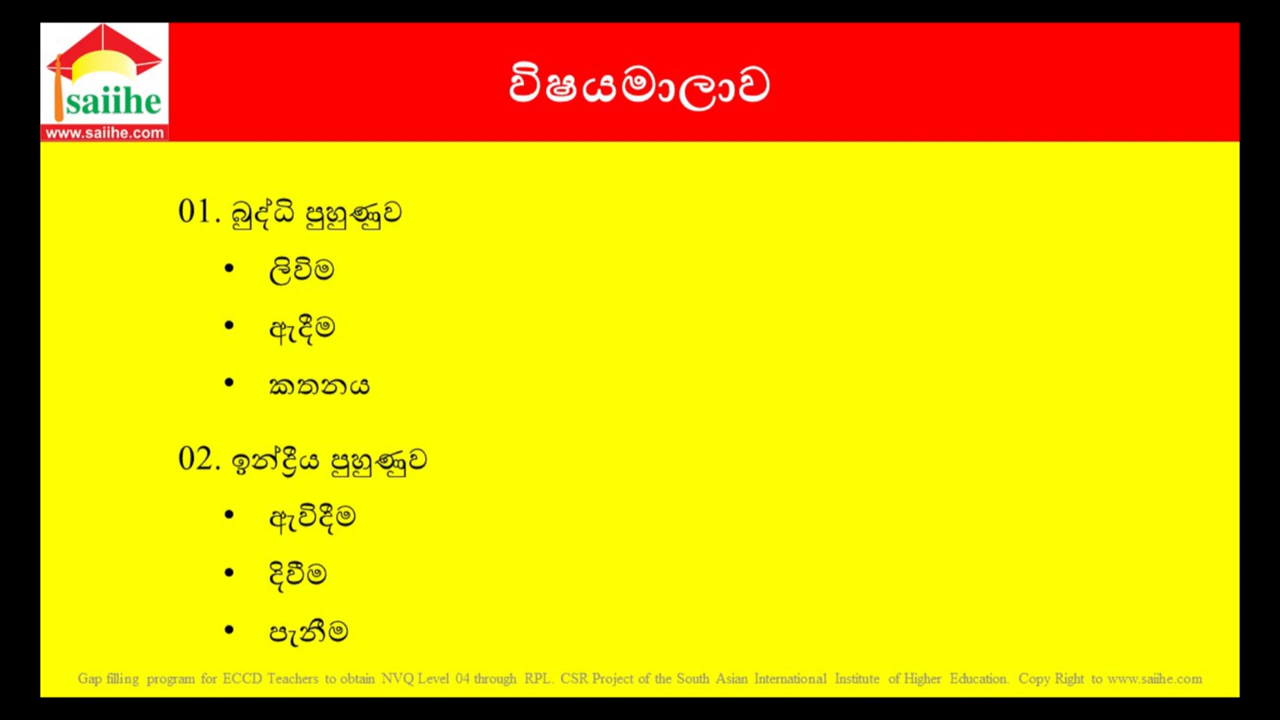 saiihe
www.saiihe.com
විෂයමාලාව
01. බුද්ධි පුහුණුව
• ලිවිම
• ඇදීම
• කතනය
02. ඉන්ද්‍රීය පුහුණුව
• ඇවිදීම
• දිවීම
• පැනීම
Gap filling program for ECCD Teachers to obtain NVQ Level 04 through RPL. CSR Project of the South Asian International Institute of Higher Education. Copy Right to www.saiihe.com